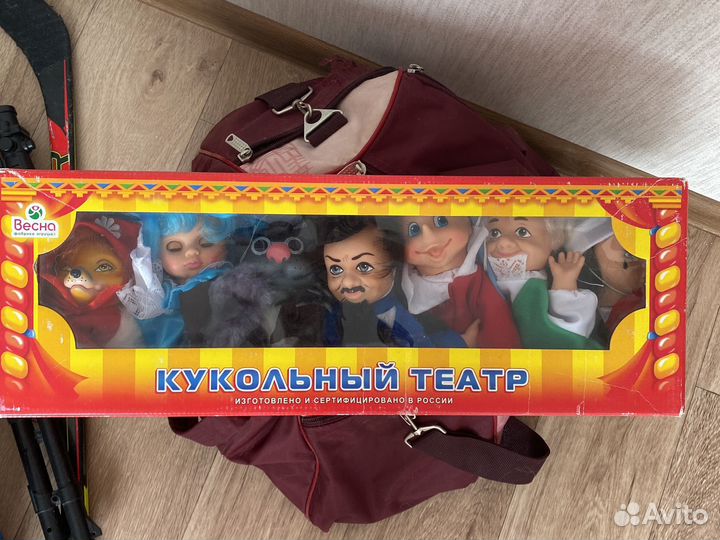 Весна
фабрика игрушек
КУКОЛЬНЫЙ ТЕАТР
ИЗГОТОВЛЕНО И СЕРТИФИЦИРОВАНО В РОССИИ
Avito